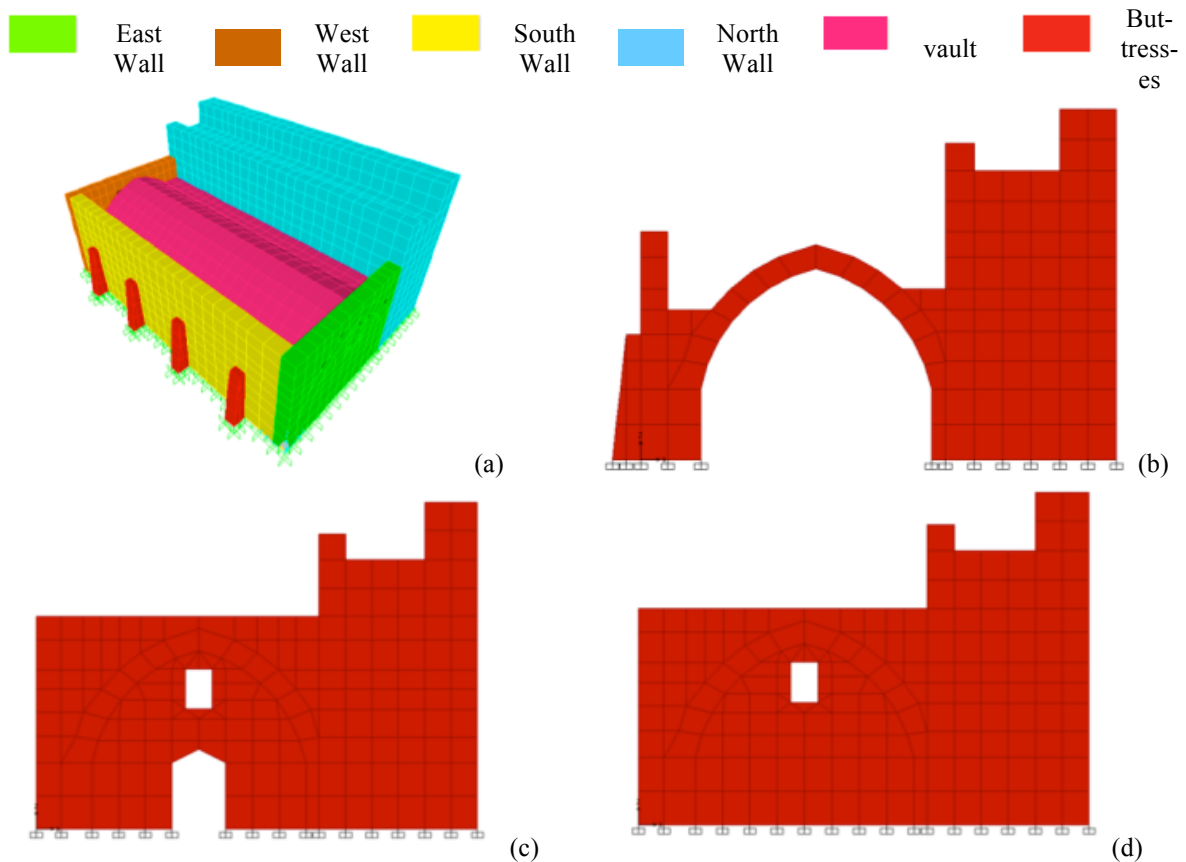 East
Wall
West
Wall
South
Wall
North
Wall
vault
But-
tress-
es
(a)
(b)
(c)
(d)